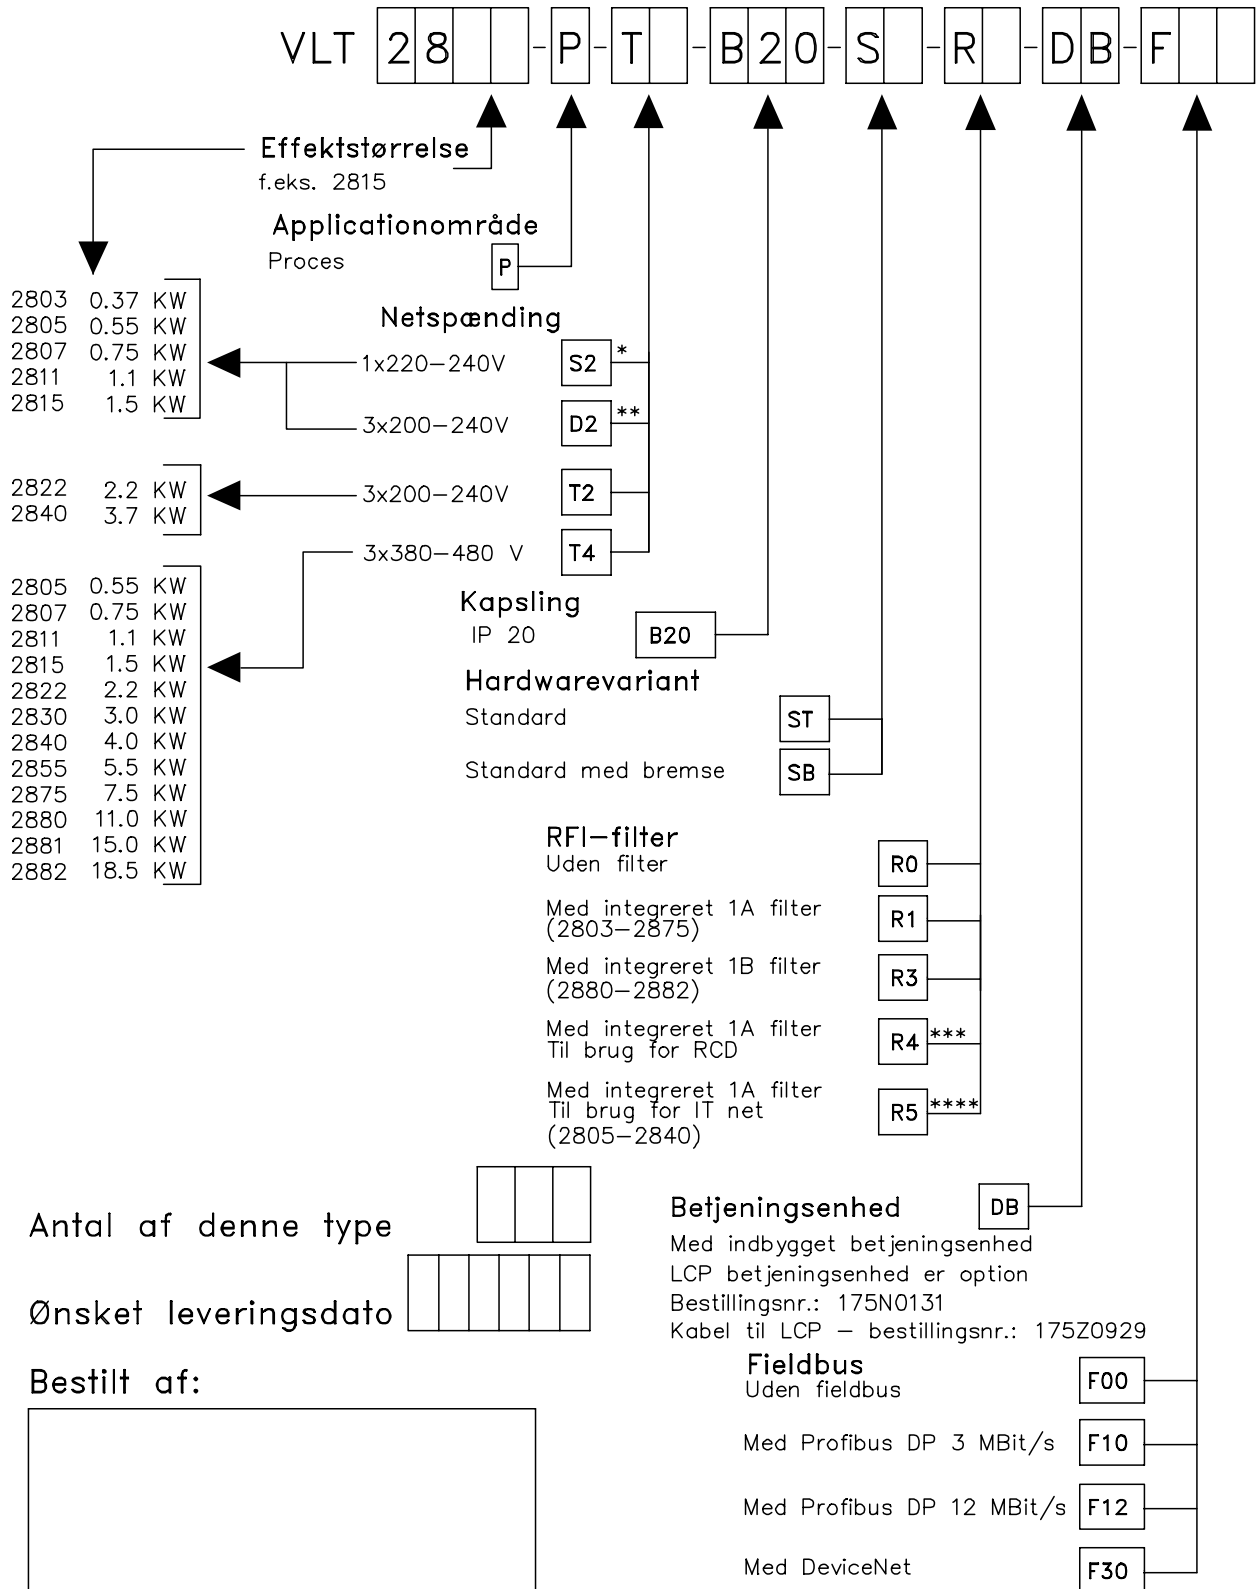 VLT 28 -P-T -B20-S -R -DB-F
Effektstørrelse
f.eks. 2815
Applicationområde
Proces P
2803 0.37 KW
2805 0.55 KW
2807 0.75 KW
2811 1.1 KW
2815 1.5 KW
Netspænding
1x220-240V S2 *
3x200-240V D2 **
2822 2.2 KW
2840 3.7 KW
3x200-240V T2
3x380-480 V T4
2805 0.55 KW
2807 0.75 KW
2811 1.1 KW
2815 1.5 KW
2822 2.2 KW
2830 3.0 KW
2840 4.0 KW
2855 5.5 KW
2875 7.5 KW
2880 11.0 KW
2881 15.0 KW
2882 18.5 KW
Kapsling
IP 20 B20
Hardwarevariant
Standard ST
Standard med bremse SB
RFI-filter
Uden filter R0
Med integreret 1A filter
(2803-2875) R1
Med integreret 1B filter
(2880-2882) R3
Med integreret 1A filter
Til brug for RCD R4 ***
Med integreret 1A filter
Til brug for IT net R5 ****
(2805-2840)
Antal af denne type
Ønsket leveringsdato
Bestilt af:
Betjeningsenhed DB
Med indbygget betjeningsenhed
LCP betjeningsenhed er option
Bestillingsnr.: 175N0131
Kabel til LCP - bestillingsnr.: 175Z0929
Fieldbus
Uden fieldbus F00
Med Profibus DP 3 MBit/s F10
Med Profibus DP 12 MBit/s F12
Med DeviceNet F30